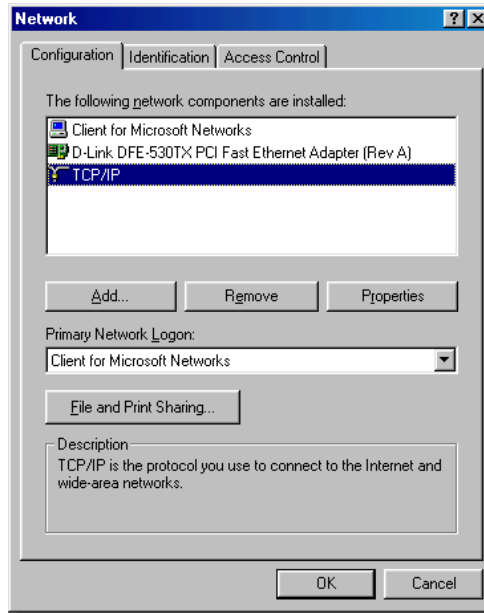 Network
Configuration Identification Access Control
The following network components are installed:
Client for Microsoft Networks
D-Link DFE-530TX PCI Fast Ethernet Adapter (Rev A)
TCP/IP
Add... Remove Properties
Primary Network Logon:
Client for Microsoft Networks
File and Print Sharing...
Description
TCP/IP is the protocol you use to connect to the Internet and
wide-area networks.
OK Cancel